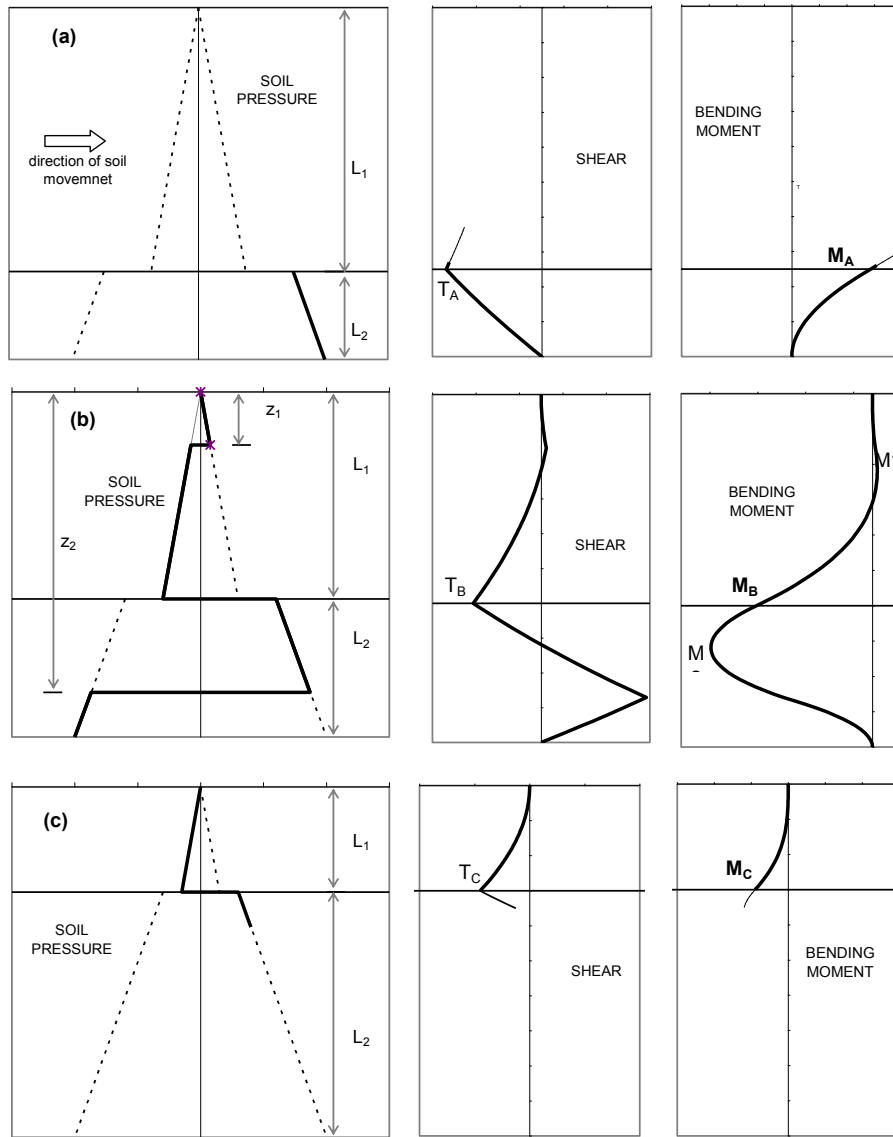 (a)
SOIL
PRESSURE
direction of soil
movemnet
L1
L2
SHEAR
TA
BENDING
MOMENT
T
MA
(b)
z1
SOIL
PRESSURE
z2
L1
L2
SHEAR
TB
BENDING
MOMENT
MB
M
(c)
L1
SOIL
PRESSURE
L2
TC
SHEAR
MC
BENDING
MOMENT